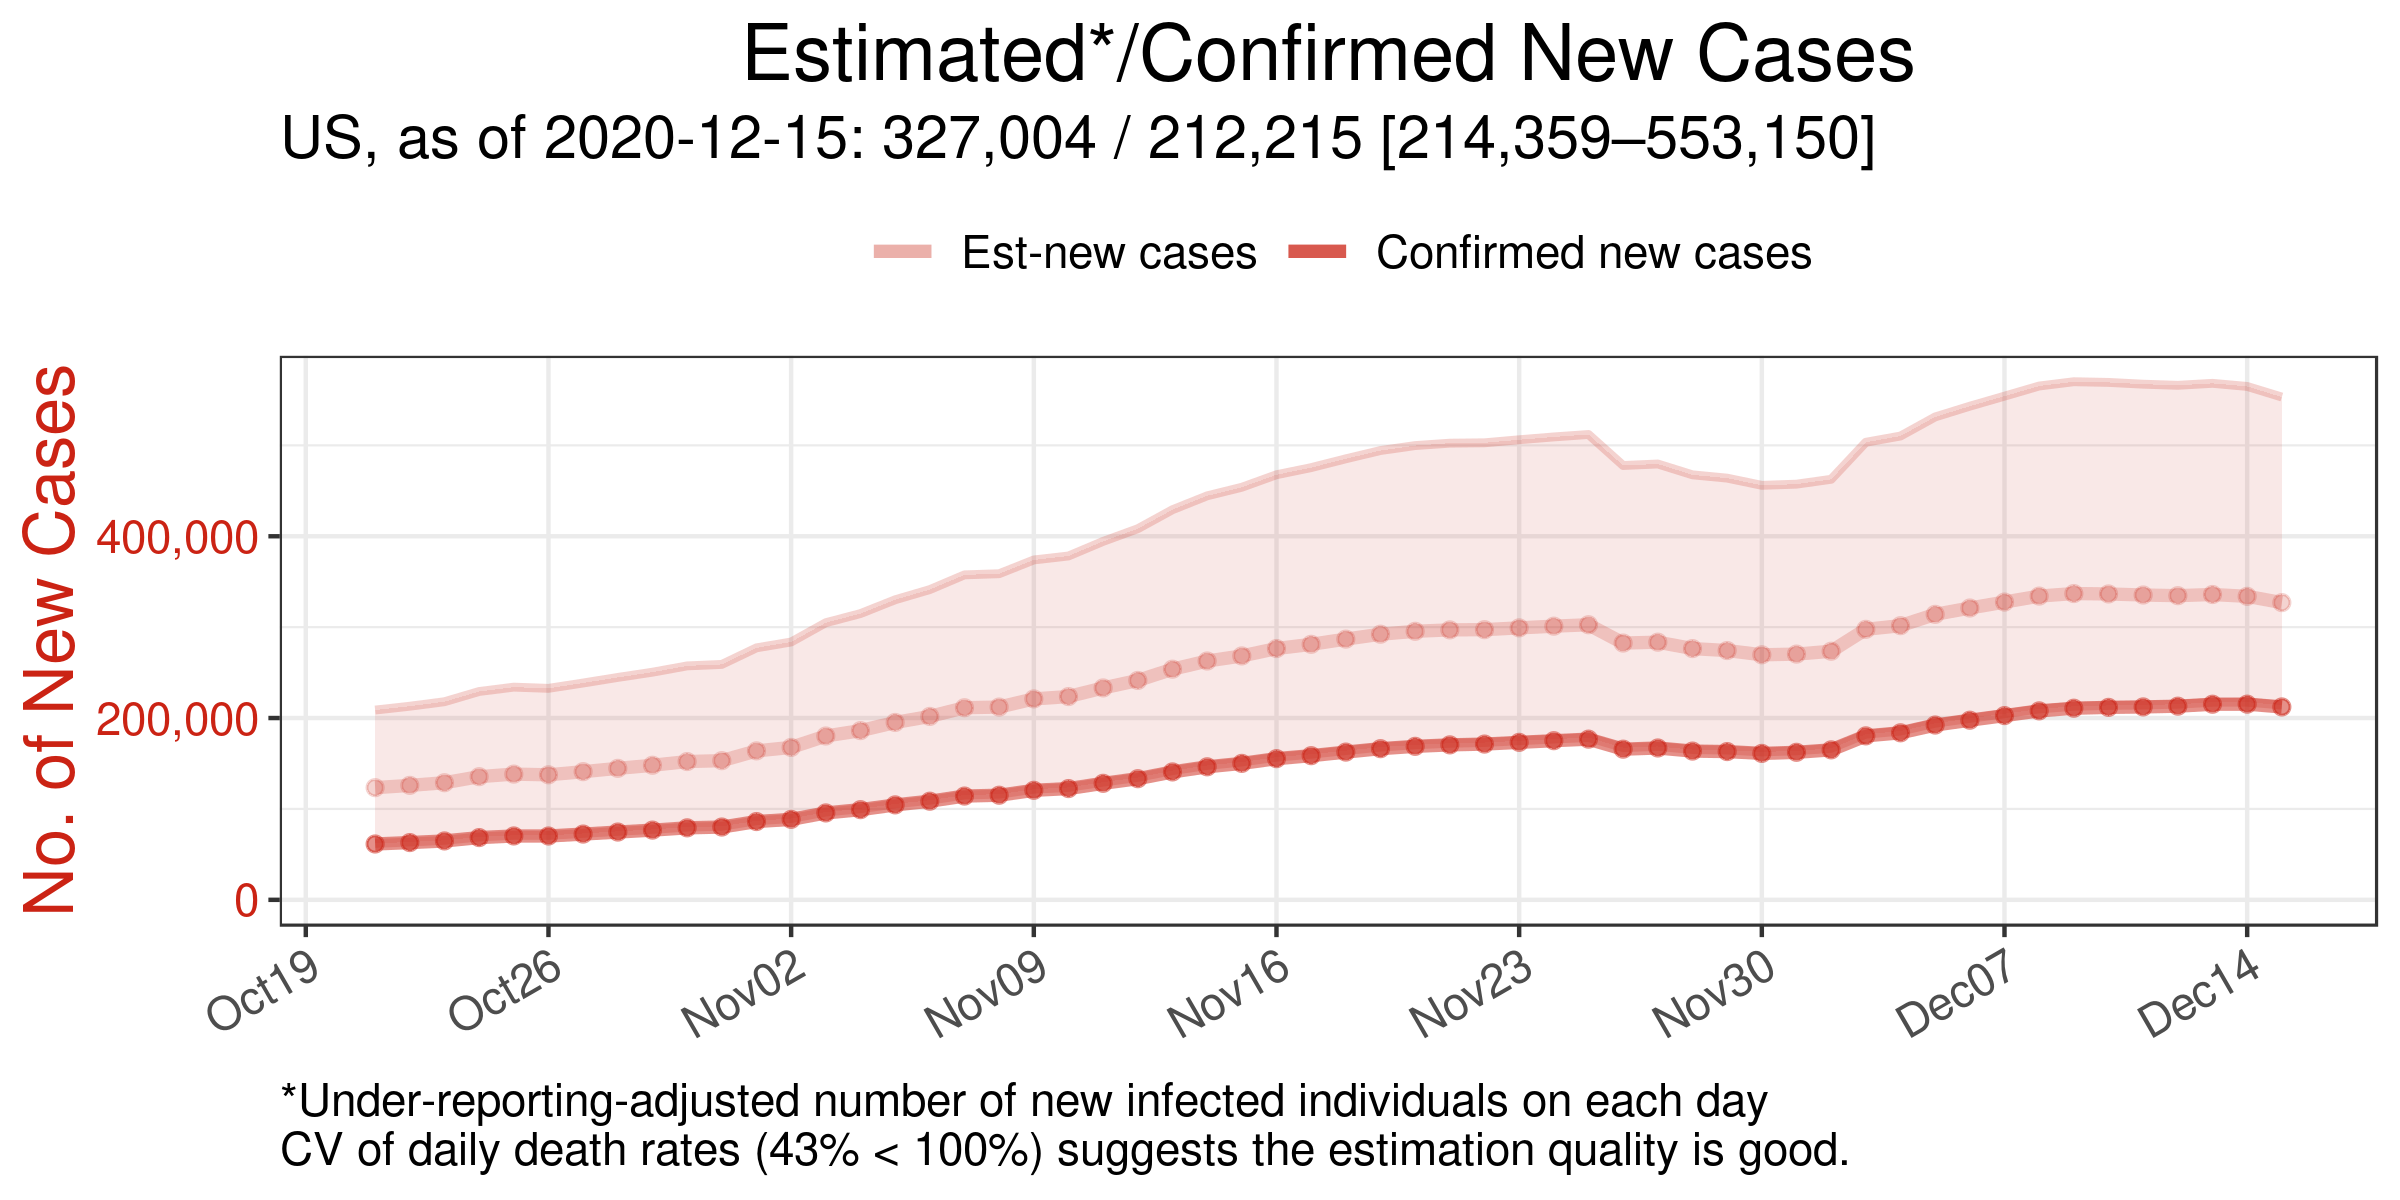 Estimated*/Confirmed New Cases
US, as of 2020-12-15: 327,004 / 212,215 [214,359–553,150]
Est-new cases
Confirmed new cases
No. of New Cases
400,000
200,000
0
Oct19
Oct26
Nov02
Nov09
Nov16
Nov23
Nov30
Dec07
Dec14
*Under-reporting-adjusted number of new infected individuals on each day
CV of daily death rates (43% < 100%) suggests the estimation quality is good.